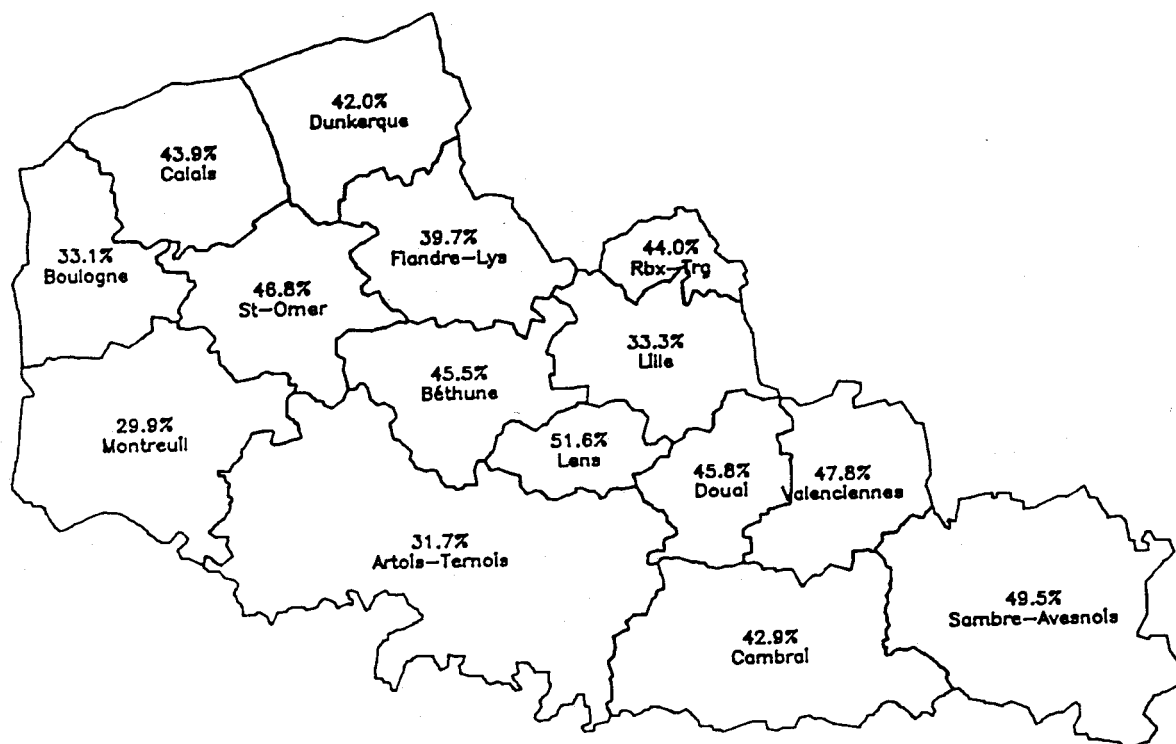 42.0%
Dunkerque
43.9%
Calais
39.7%
Flandre-Lys
44.0%
Rbx-Trg
33.1%
Boulogne
46.8%
St-Omer
33.3%
Lille
45.5%
Béthune
29.9%
Montreuil
51.6%
Lens
45.8%
Douai
47.8%
Valenciennes
31.7%
Artois-Ternois
49.5%
Sambre-Avesnois
42.9%
Cambrai